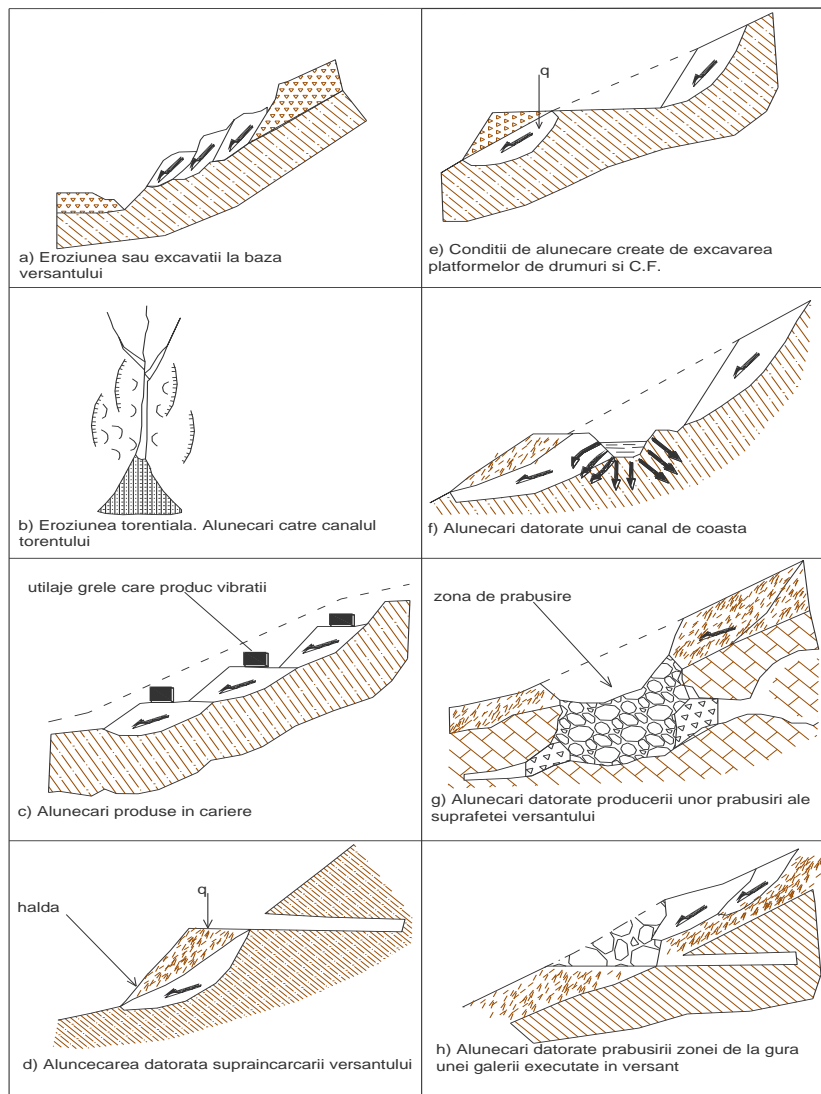 a) Eroziunea sau excavatii la baza
versantului
b) Eroziunea torentiala. Alunecari catre canalul
torentului
utilaje grele care produc vibratii
c) Alunecari produse in cariere
q
halda
d) Aluncecarea datorata supraincarcarii versantului
q
e) Conditii de alunecare create de excavarea
platformelor de drumuri si C.F.
f) Alunecari datorate unui canal de coasta
zona de prabusire
g) Alunecari datorate producerii unor prabusiri ale
suprafetei versantului
h) Alunecari datorate prabusirii zonei de la gura
unei galerii executate in versant